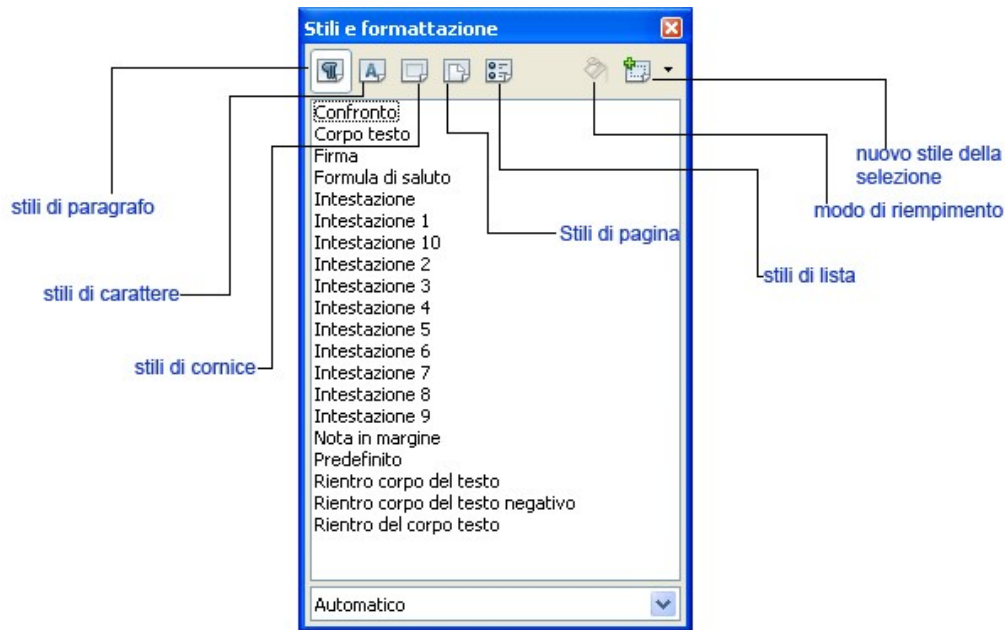 Stili e formattazione
Confronto
Corpo testo
Firma
Formula di saluto
Intestazione
Intestazione 1
Intestazione 10
Intestazione 2
Intestazione 3
Intestazione 4
Intestazione 5
Intestazione 6
Intestazione 7
Intestazione 8
Intestazione 9
Nota in margine
Predefinito
Rientro corpo del testo
Rientro corpo del testo negativo
Rientro del corpo testo
Automatico
stili di paragrafo
stili di carattere
stili di cornice
nuovo stile della
selezione
modo di riempimento
Stili di pagina
stili di lista